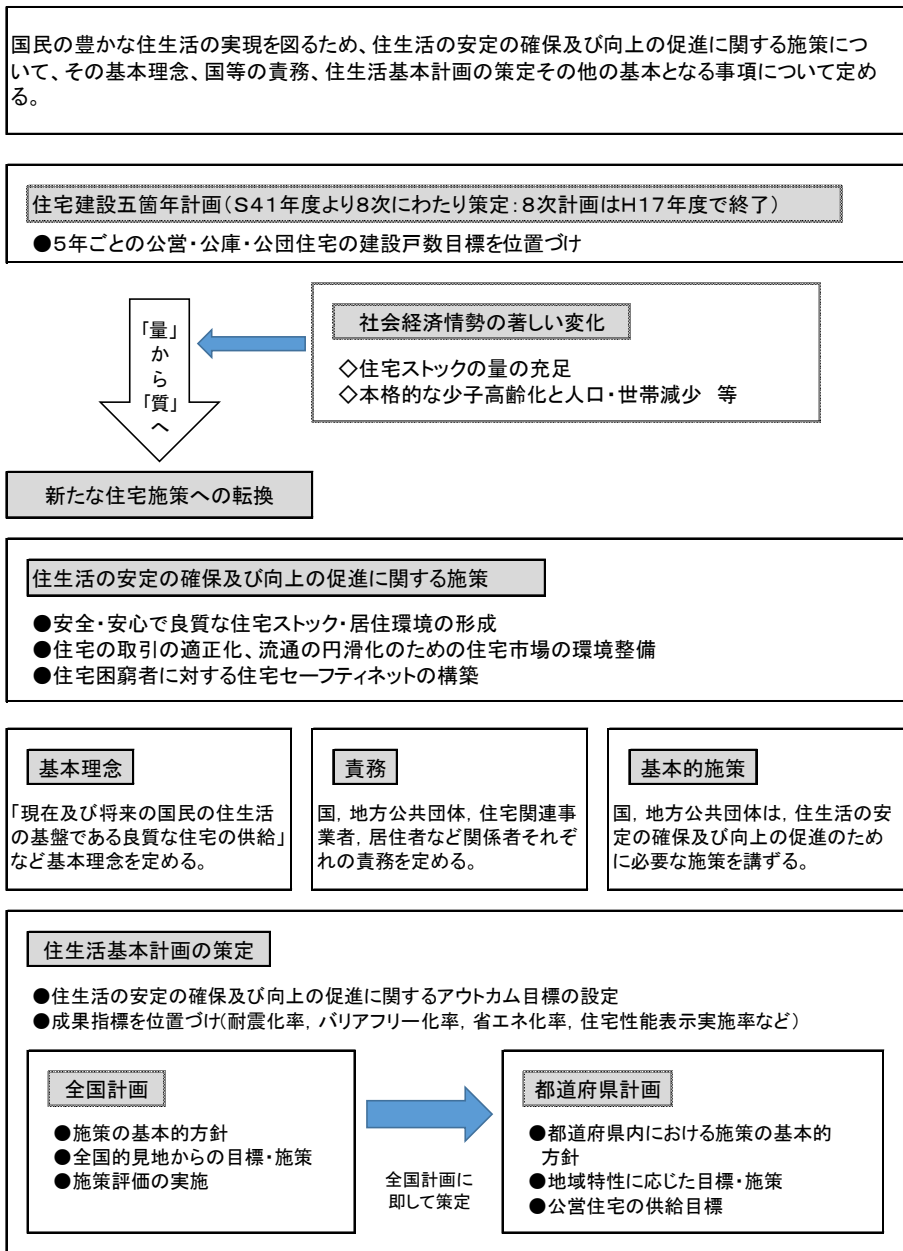 国民の豊かな住生活の実現を図るため、住生活の安定の確保及び向上の促進に関する施策につ
いて、その基本理念、国等の責務、住生活基本計画の策定その他の基本となる事項について定め
る。
住宅建設五箇年計画(S41年度より8次にわたり策定:8次計画はH17年度で終了)
●5年ごとの公営・公庫・公団住宅の建設戸数目標を位置づけ
「量」
か
ら
「質」
へ
社会経済情勢の著しい変化
◇住宅ストックの量の充足
◇本格的な少子高齢化と人口・世帯減少 等
新たな住宅施策への転換
住生活の安定の確保及び向上の促進に関する施策
●安全・安心で良質な住宅ストック・居住環境の形成
●住宅の取引の適正化、流通の円滑化のための住宅市場の環境整備
●住宅困窮者に対する住宅セーフティネットの構築
基本理念
「現在及び将来の国民の住生活
の基盤である良質な住宅の供給」
など基本理念を定める。
責務
国,地方公共団体,住宅関連事
業者,居住者など関係者それぞ
れの責務を定める。
基本的施策
国,地方公共団体は,住生活の安
定の確保及び向上の促進のため
に必要な施策を講ずる。
住生活基本計画の策定
●住生活の安定の確保及び向上の促進に関するアウトカム目標の設定
●成果指標を位置づけ(耐震化率,バリアフリー化率,省エネ化率,住宅性能表示実施率など)
全国計画
●施策の基本的方針
●全国的見地からの目標・施策
●施策評価の実施
全国計画に
即して策定
都道府県計画
●都道府県内における施策の基本的
方針
●地域特性に応じた目標・施策
●公営住宅の供給目標